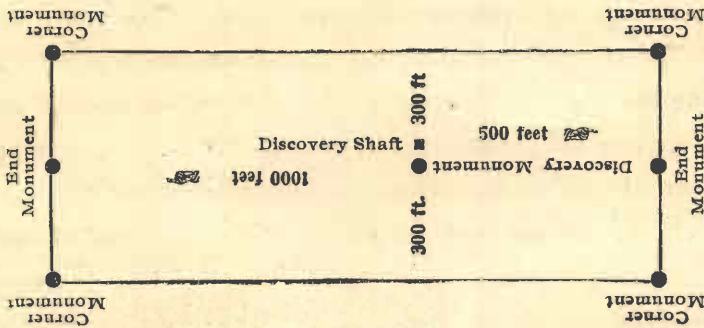 Corner
Monument
Corner
Monument
End
Monument
300 ft
500 feet
Discovery Shaft
Discovery Monument
1000 feet
300 ft.
End
Monument
Corner
Monument
Corner
Monument